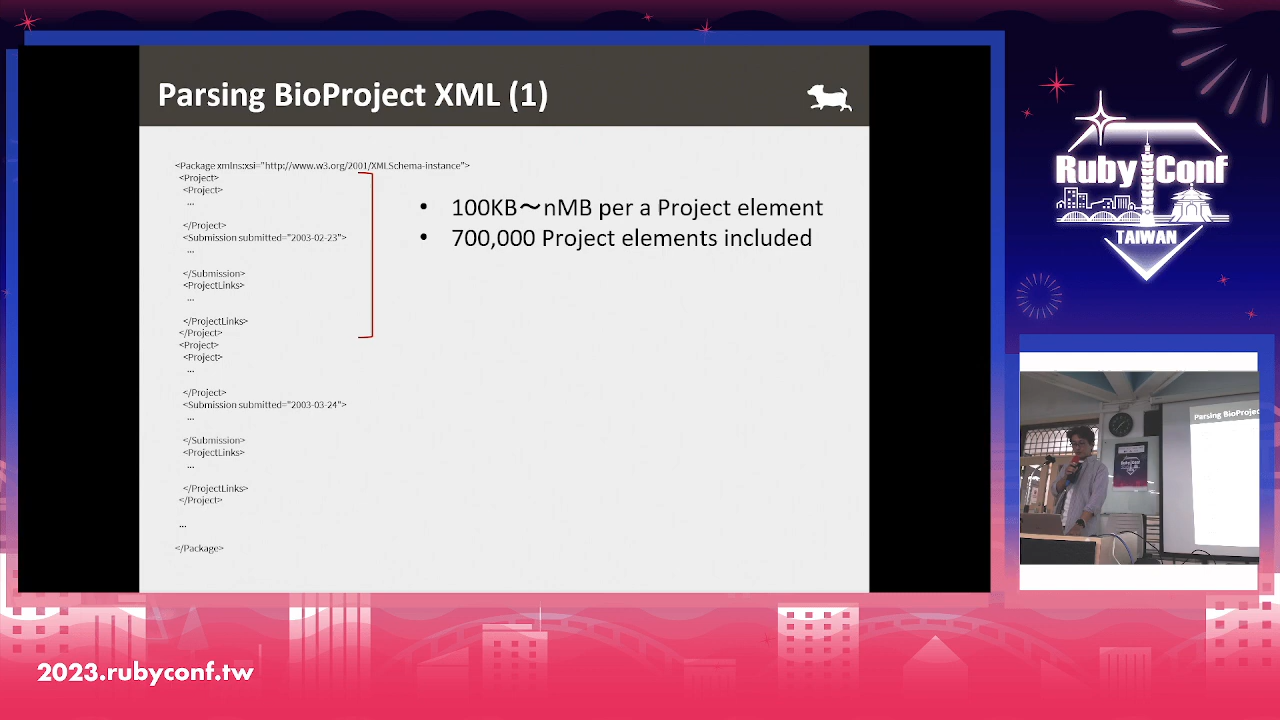 Parsing BioProject XML (1)
<Package xmlns:xsi="http://www.w3.org/2001/XMLSchema-instance">
<Project>
<Project>
...
</Project>
<Submission submitted="2003-02-23">
...
</Submission>
<ProjectLinks>
...
</ProjectLinks>
</Project>
<Project>
<Project>
...
</Project>
<Submission submitted="2003-03-24">
...
</Submission>
<ProjectLinks>
...
</ProjectLinks>
</Project>
...
</Package>
• 100KB〜nMB per a Project element
• 700,000 Project elements included
RubyConf
TAIWAN
Parsing BioProjec
2023.rubyconf.tw